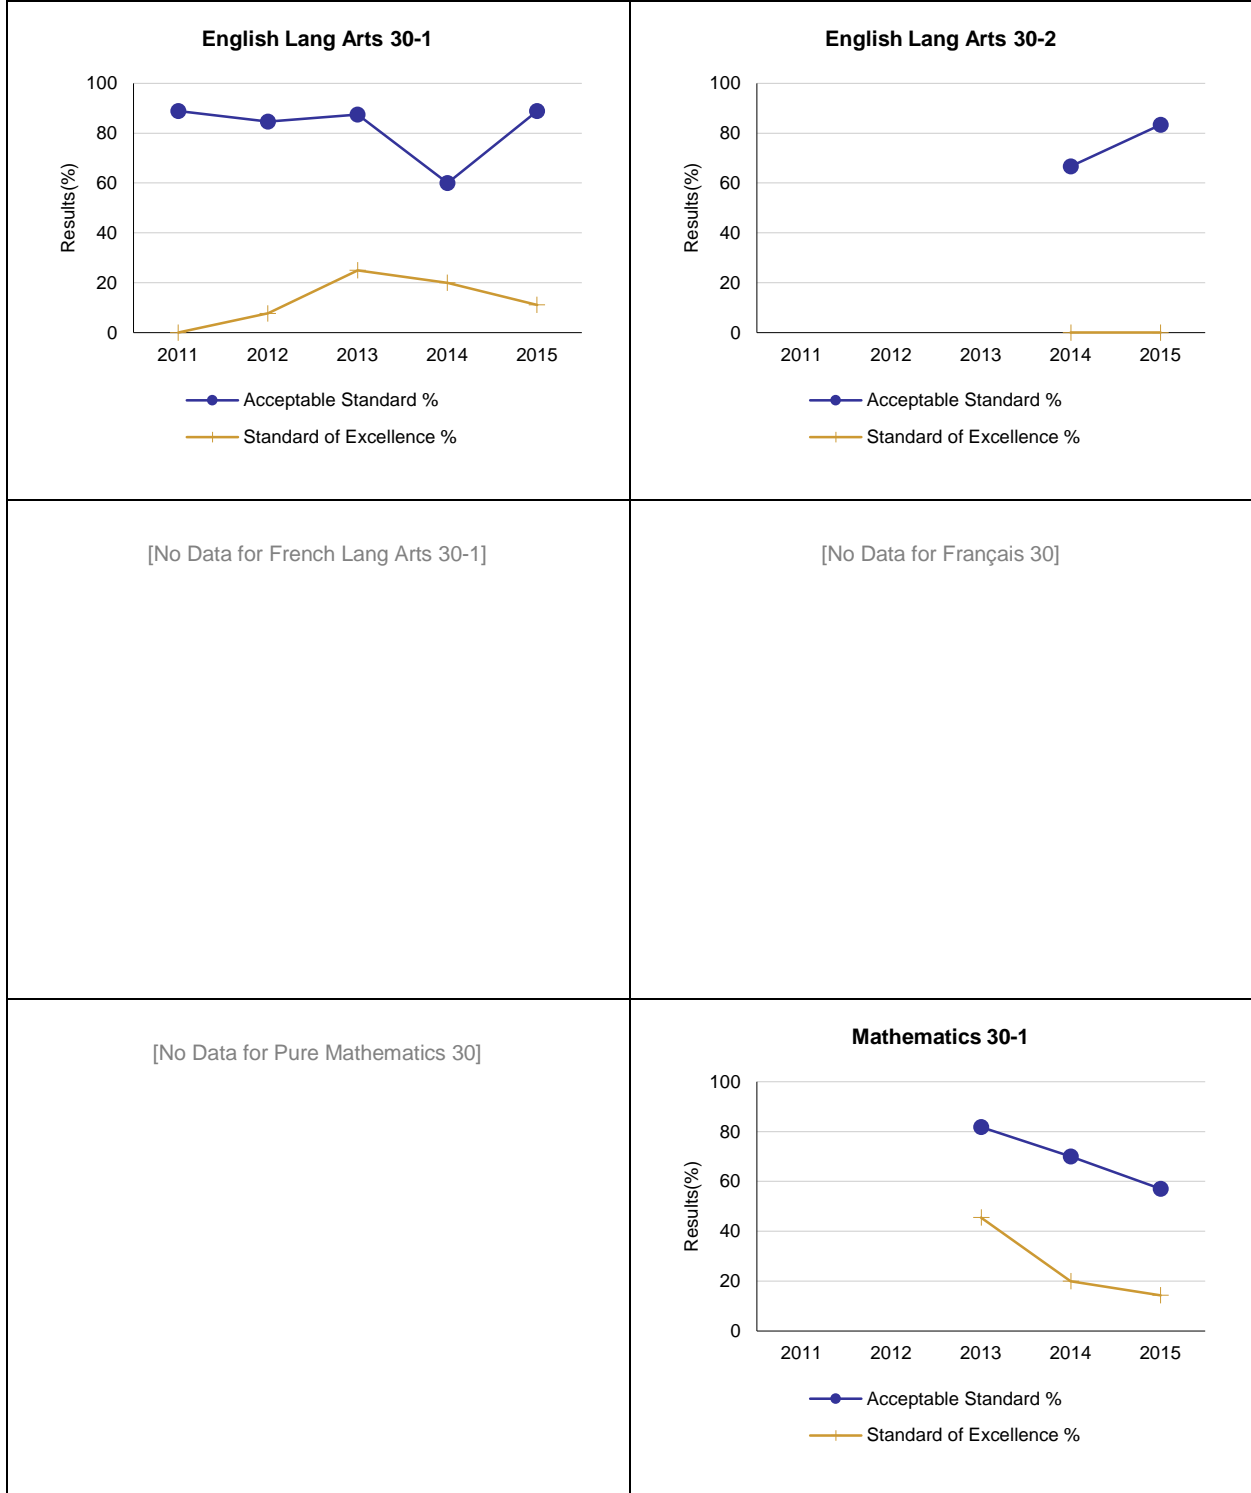 English Lang Arts 30-1
100
80
60
40
20
0
Results(%)
2011 2012 2013 2014 2015
Acceptable Standard %
Standard of Excellence %
English Lang Arts 30-2
100
80
60
40
20
0
Results(%)
2011 2012 2013 2014 2015
Acceptable Standard %
Standard of Excellence %
[No Data for French Lang Arts 30-1]
[No Data for Français 30]
[No Data for Pure Mathematics 30]
Mathematics 30-1
100
80
60
40
20
0
Results(%)
2011 2012 2013 2014 2015
Acceptable Standard %
Standard of Excellence %